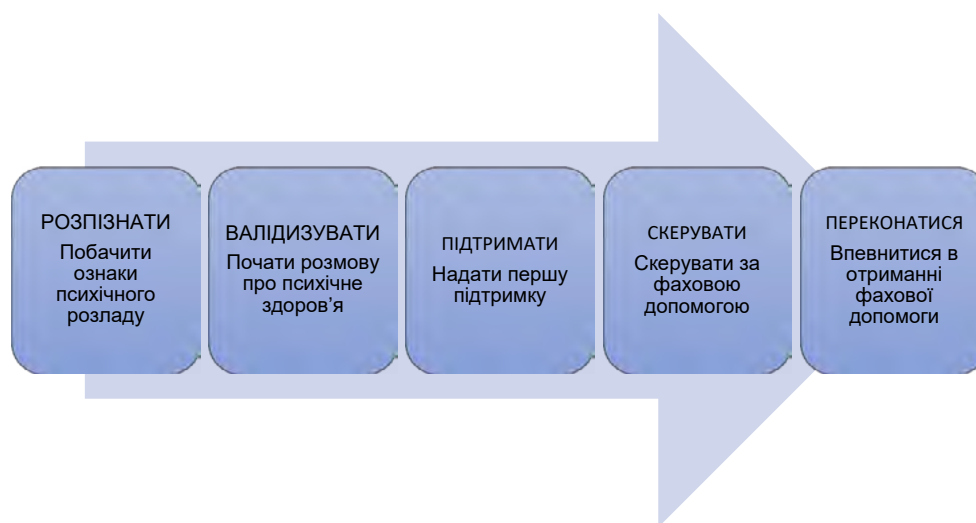 РОЗПІЗНАТИ
Побачити
ознаки
психічного
розладу
ВАЛІДИЗУВАТИ
Почати розмову
про психічне
здоров’я
ПІДТРИМАТИ
Надати першу
підтримку
СКЕРУВАТИ
Скерувати за
фаховою
допомогою
ПЕРЕКОНАТИСЯ
Впевнитися в
отриманні
фахової
допомоги